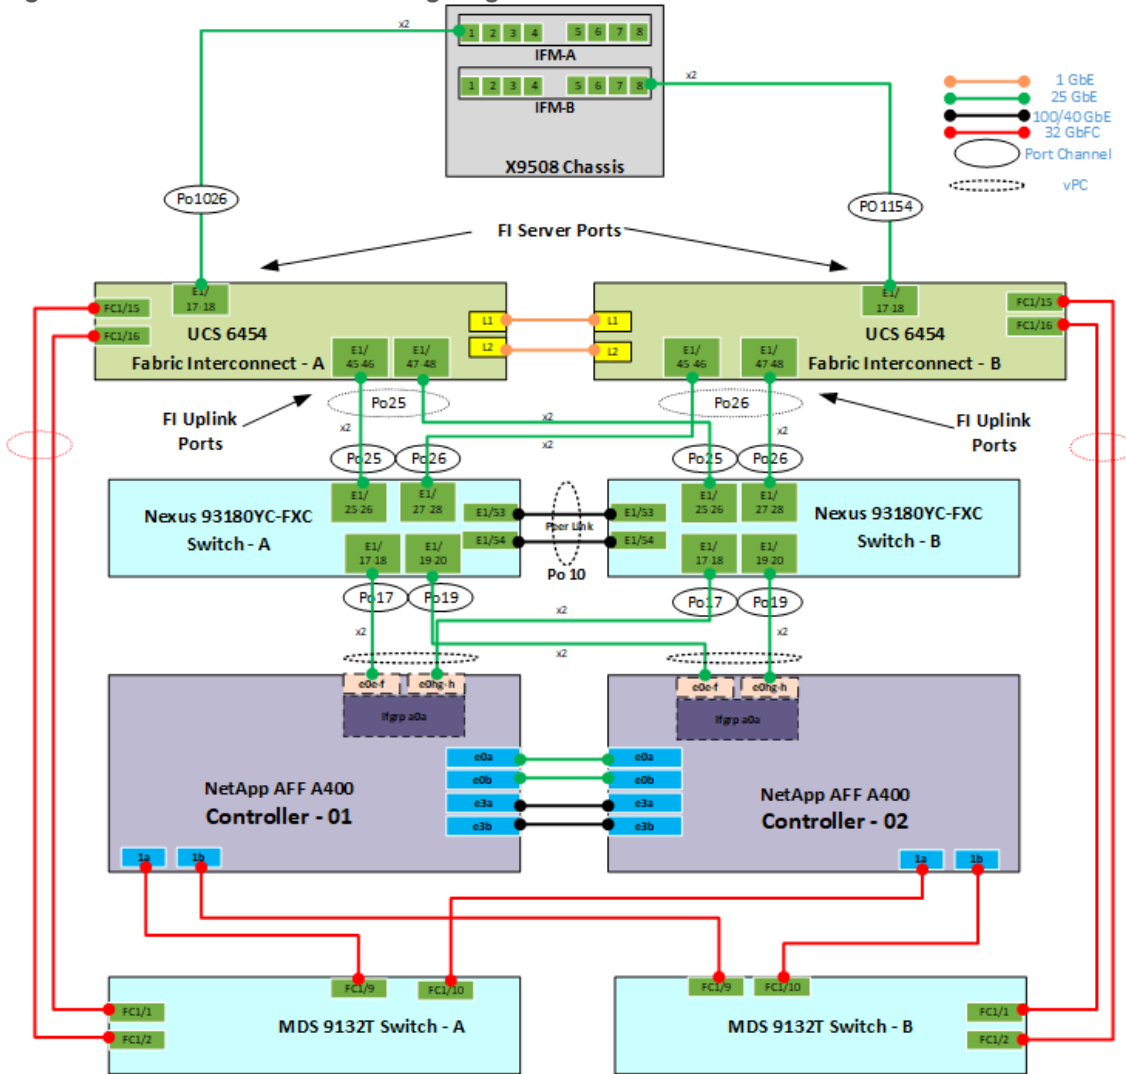 x2
1 2 3 4 5 6 7 8
IFM-A
1 2 3 4 5 6 7 8
x2
IFM-B
X9508 Chassis
1 GbE
25 GbE
100/40 GbE
32 GbFC
Port Channel
vPC
Po1026
PO1154
FI Server Ports
E1/
17-18
FC1/15
FC1/16
UCS 6454
Fabric Interconnect - A
E1/
45-46
E1/
47-48
L1
L2
L1
L2
E1/
17-18
FC1/15
FC1/16
UCS 6454
Fabric Interconnect - B
E1/
45-46
E1/
47-48
FI Uplink
Ports
Po25
x2
x2
x2
Po26
x2
FI Uplink
Ports
Po25
Po26
Po25
Po26
Nexus 93180YC-FXC
Switch - A
E1/
25-26
E1/
27-28
E1/53
E1/54
E1/
17-18
E1/
19-20
Peer Link
Po 10
E1/53
E1/54
E1/
25-26
E1/
27-28
E1/
17-18
E1/
19-20
Nexus 93180YC-FXC
Switch - B
Po17
Po19
Po17
Po19
x2
x2
x2
x2
e0e-f
e0hg-h
Ifgrp a0a
e0e-f
e0hg-h
Ifgrp a0a
NetApp AFF A400
Controller - 01
e0a
e0b
e3a
e3b
e0a
e0b
e3a
e3b
NetApp AFF A400
Controller - 02
1a
1b
1a
1b
FC1/9
FC1/10
FC1/1
FC1/2
MDS 9132T Switch - A
FC1/9
FC1/10
FC1/1
FC1/2
MDS 9132T Switch - B